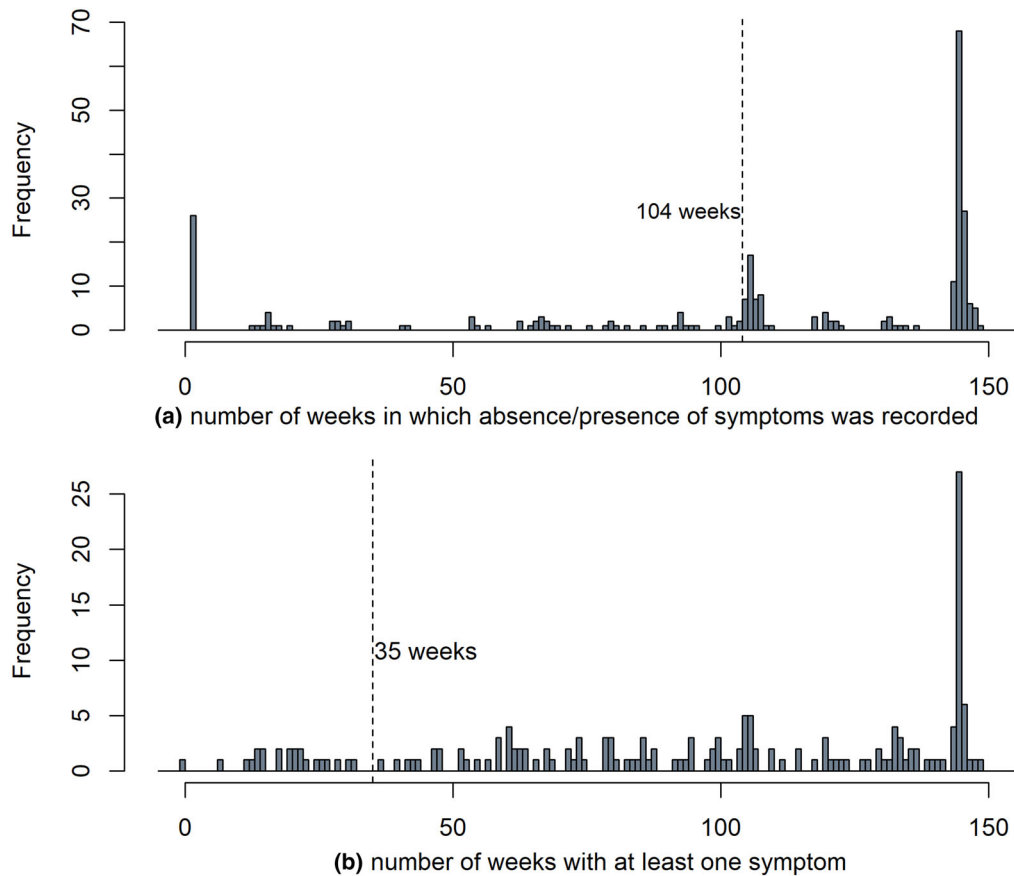 70
50
30
10
0
Frequency
104 weeks
0 50 100 150
(a) number of weeks in which absence/presence of symptoms was recorded
25
20
15
10
5
0
Frequency
35 weeks
0 50 100 150
(b) number of weeks with at least one symptom